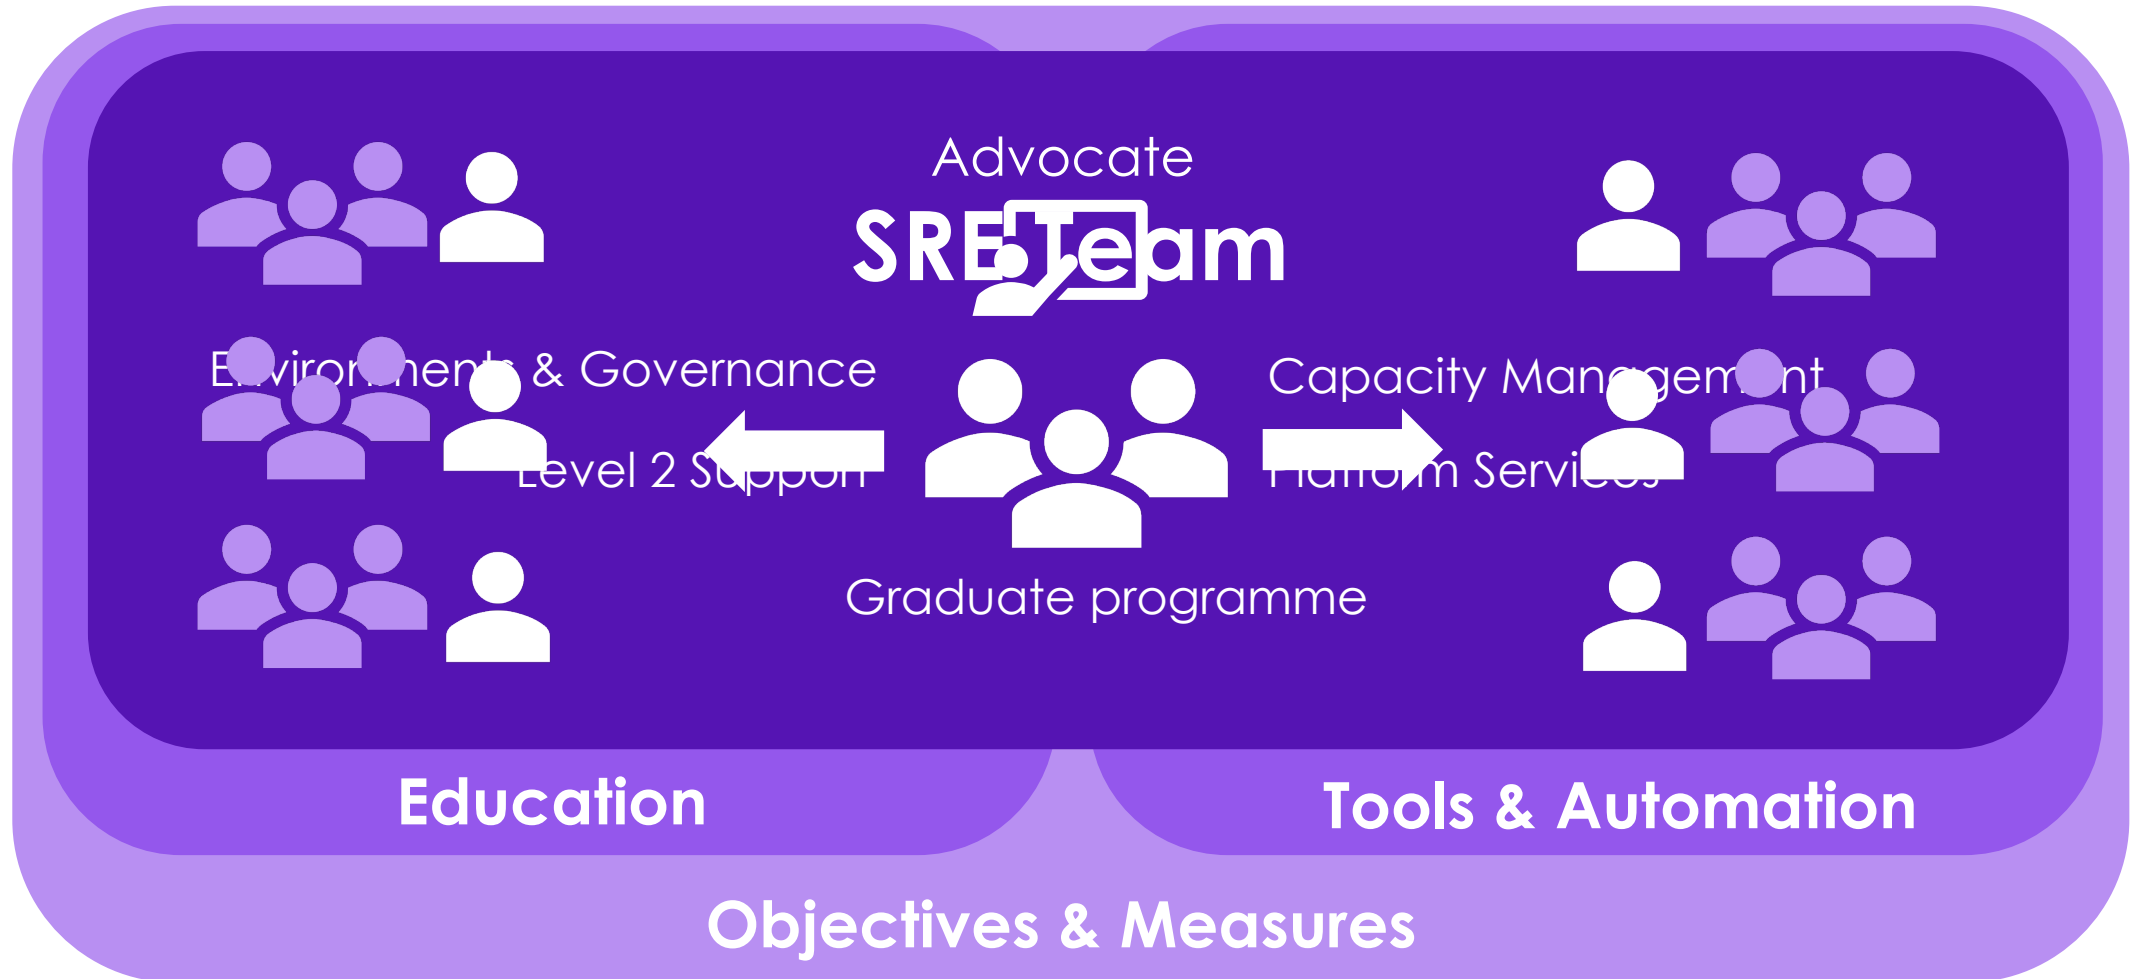 Advocate
SRE Team
Environments & Governance
Capacity Management
Level 2 Support
Platform Services
Graduate programme
Education
Tools & Automation
Objectives & Measures